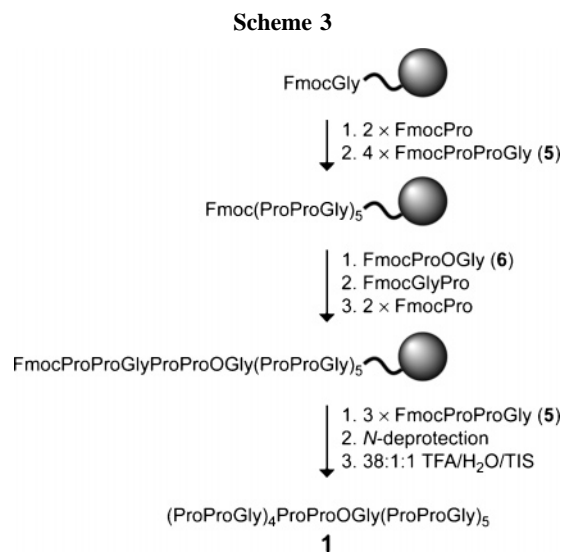 Scheme 3
FmocGly
1. 2 × FmocPro
2. 4 × FmocProProGly (5)
Fmoc(ProProGly)₅
1. FmocProOGly (6)
2. FmocGlyPro
3. 2 × FmocPro
FmocProProGlyProProOGly(ProProGly)₅
1. 3 × FmocProProGly (5)
2. N-deprotection
3. 38:1:1 TFA/H₂O/TIS
(ProProGly)₄ProProOGly(ProProGly)₅
1